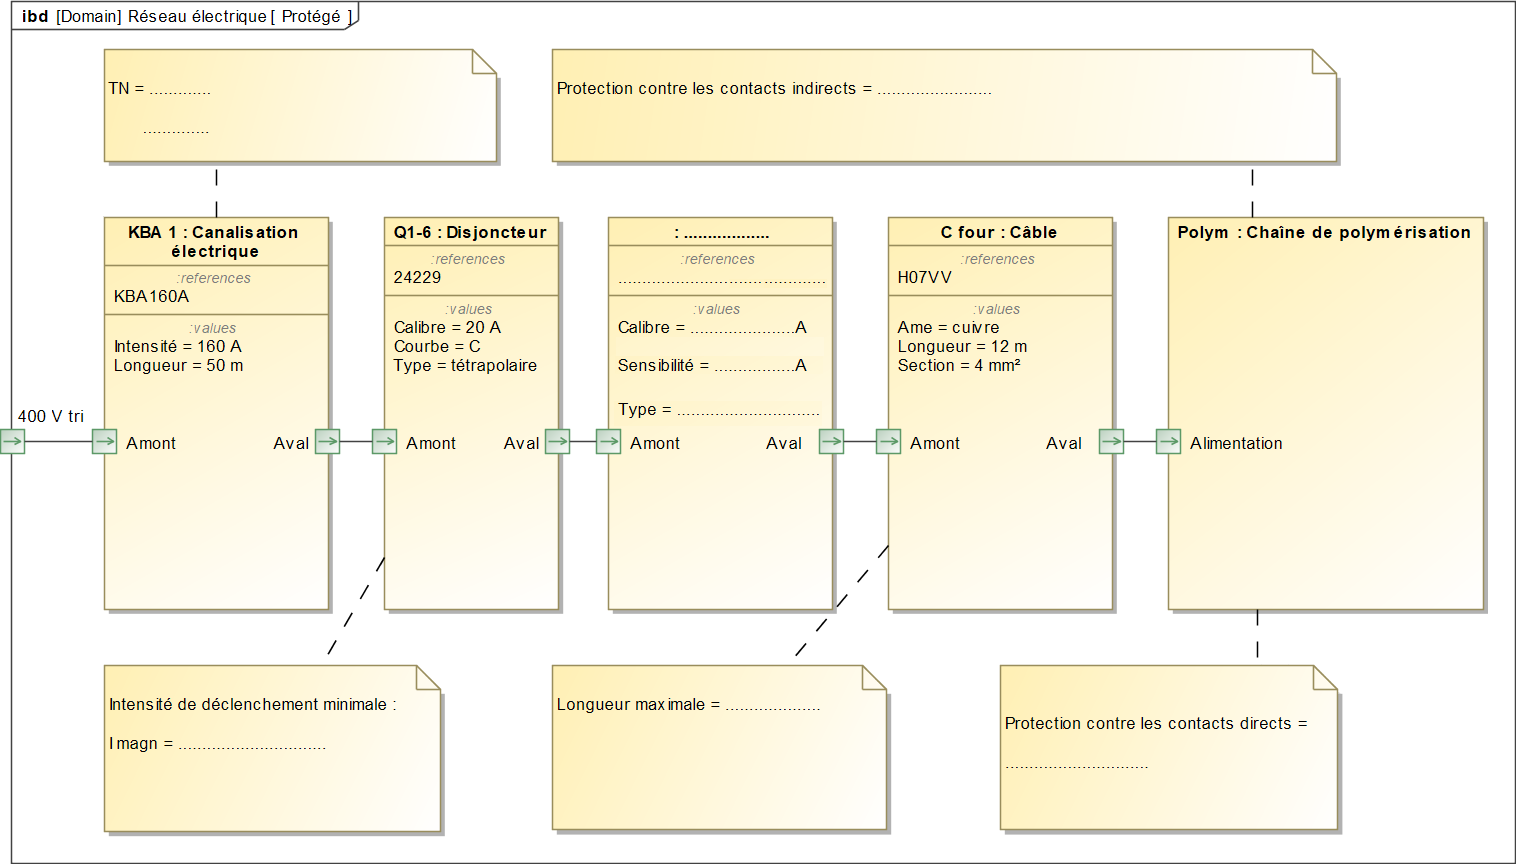 ibd [Domain] Réseau électrique [ Protégé ]
TN = .............
..............
Protection contre les contacts indirects = ........................
KBA 1 : Canalisation
électrique
:references
KBA160A
:values
Intensité = 160 A
Longueur = 50 m
400 V tri
Amont
Aval
Q1-6 : Disjoncteur
:references
24229
:values
Calibre = 20 A
Courbe = C
Type = tétrapolaire
Amont
Aval
: ..................
:references
............................................
:values
Calibre = ......................A
Sensibilité = .................A
Type = ..............................
Amont
Aval
C four : Câble
:references
H07VV
:values
Ame = cuivre
Longueur = 12 m
Section = 4 mm²
Amont
Aval
Polym : Chaîne de polymérisation
Alimentation
Intensité de déclenchement minimale :
Imagn = ...............................
Longueur maximale = ....................
Protection contre les contacts directs =
..............................